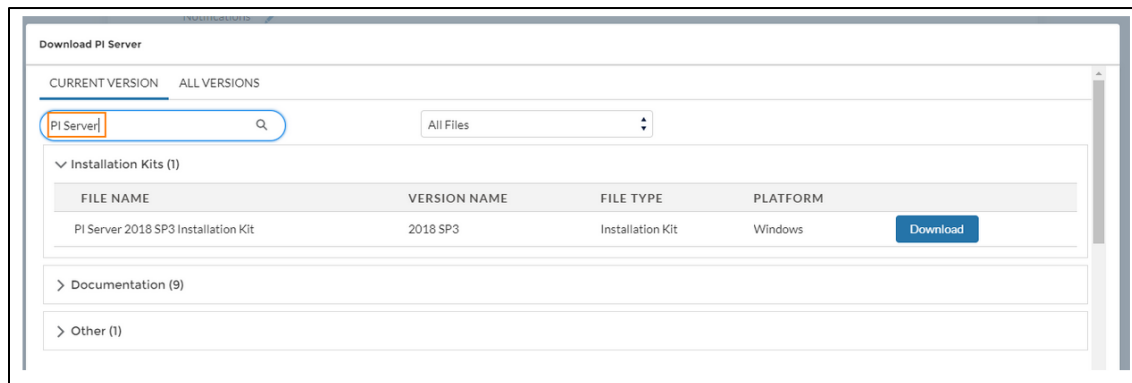 Notifications
Download PI Server
CURRENT VERSION ALL VERSIONS
PI Server All Files
Installation Kits (1)
FILE NAME VERSION NAME FILE TYPE PLATFORM
PI Server 2018 SP3 Installation Kit 2018 SP3 Installation Kit Windows Download
Documentation (9)
Other (1)